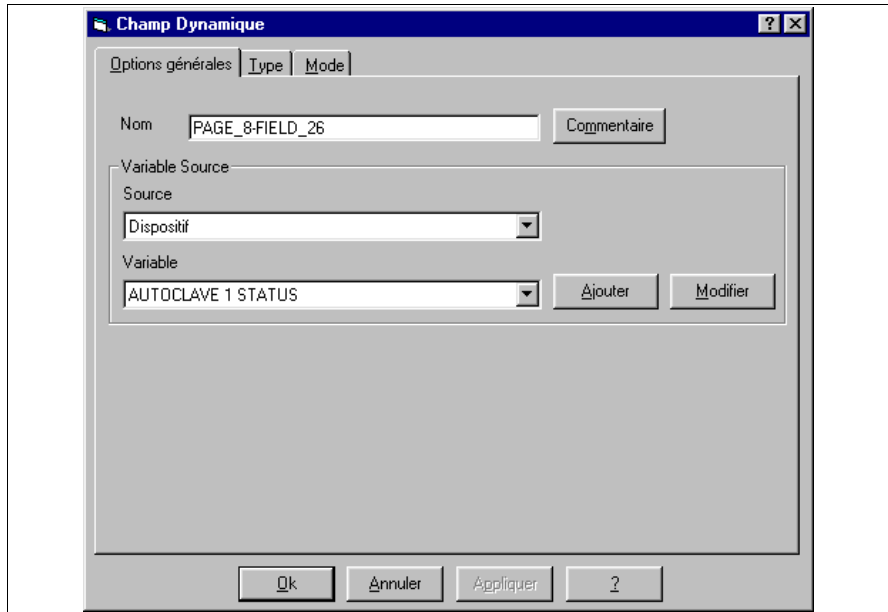 Champ Dynamique
Options générales Type Mode
Nom PAGE_8-FIELD_26 Commentaire
Variable Source
Source
Dispositif
Variable
AUTOCLAVE 1 STATUS Ajouter Modifier
Ok Annuler Appliquer ?